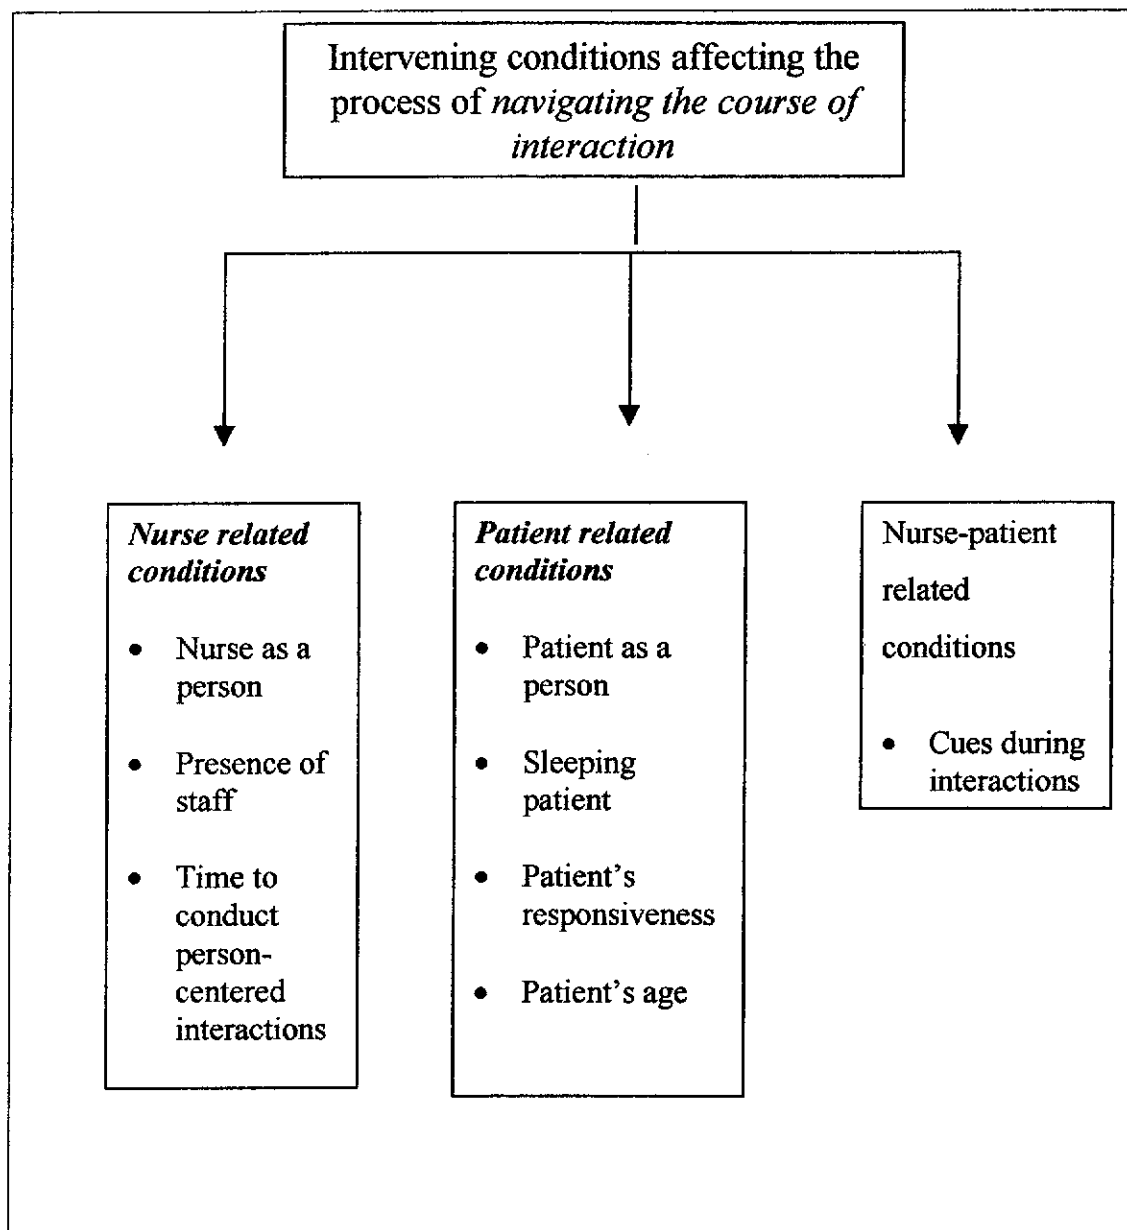 Intervening conditions affecting the
process of navigating the course of
interaction
Nurse related
conditions
• Nurse as a
person
• Presence of
staff
• Time to
conduct
person-
centered
interactions
Patient related
conditions
• Patient as a
person
• Sleeping
patient
• Patient's
responsiveness
• Patient's age
Nurse-patient
related
conditions
• Cues during
interactions